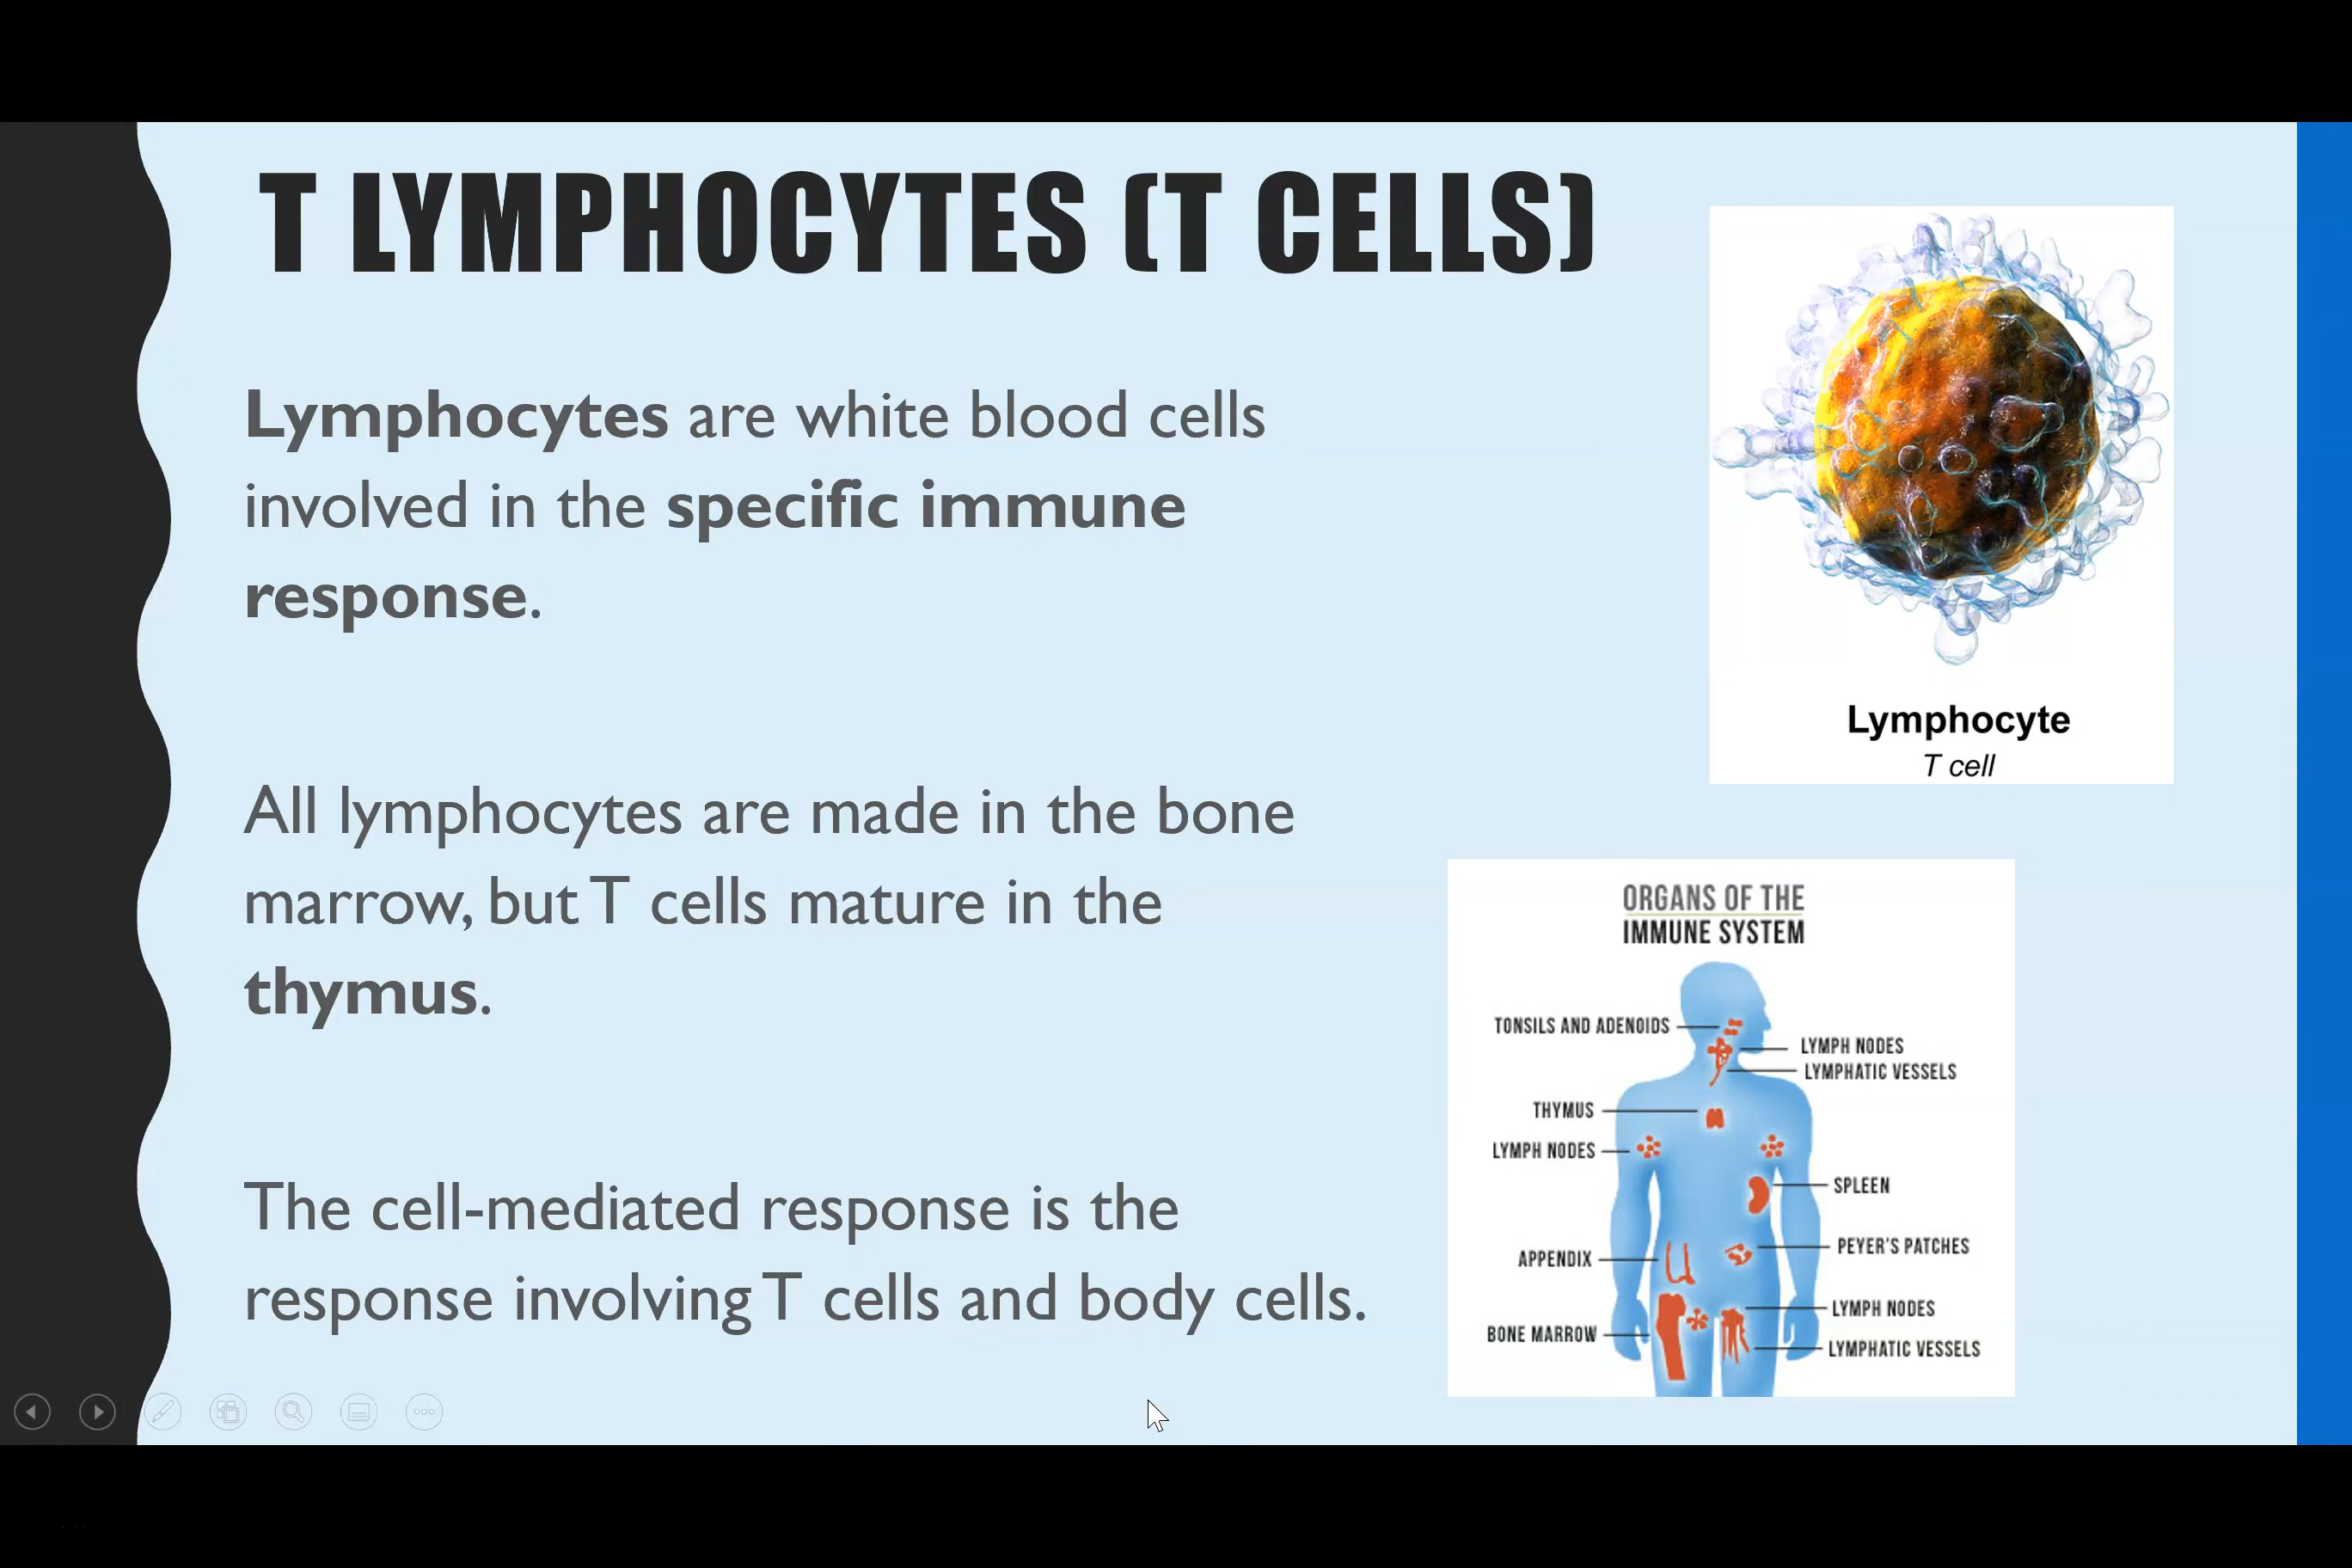 T LYMPHOCYTES (T CELLS)
Lymphocytes are white blood cells
involved in the specific immune
response.
All lymphocytes are made in the bone
marrow, but T cells mature in the
thymus.
The cell-mediated response is the
response involving T cells and body cells.
Lymphocyte
T cell
ORGANS OF THE
IMMUNE SYSTEM
TONSILS AND ADENOIDS
LYMPH NODES
LYMPHATIC VESSELS
THYMUS
LYMPH NODES
SPLEEN
PEYER'S PATCHES
APPENDIX
LYMPH NODES
BONE MARROW
LYMPHATIC VESSELS